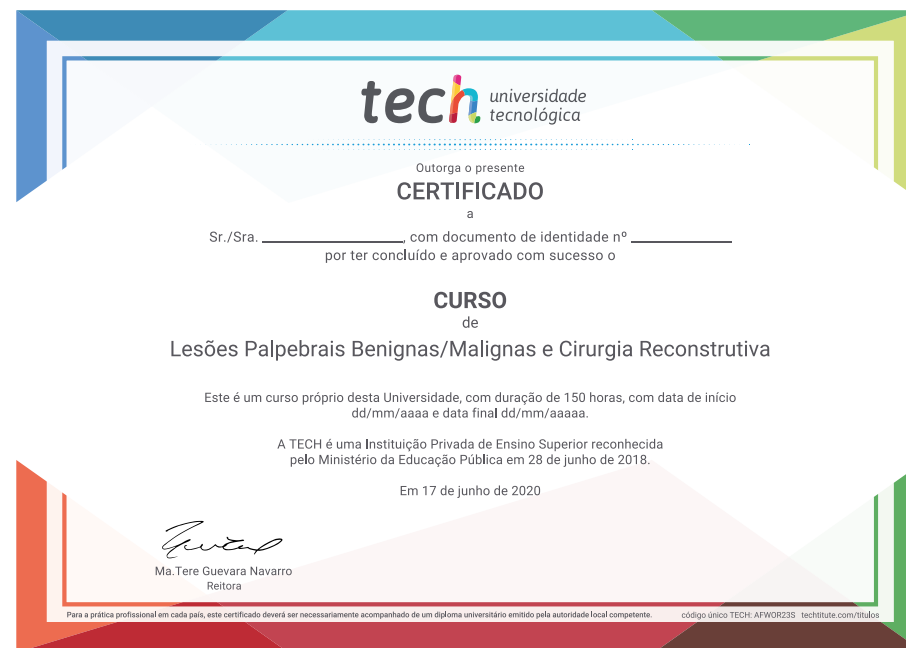 tech universidade
tecnológica
Outorga o presente
CERTIFICADO
a
Sr./Sra. ____________________, com documento de identidade nº ______________
por ter concluído e aprovado com sucesso o
CURSO
de
Lesões Palpebrais Benignas/Malignas e Cirurgia Reconstrutiva
Este é um curso próprio desta Universidade, com duração de 150 horas, com data de início
dd/mm/aaaa e data final dd/mm/aaaaa.
A TECH é uma Instituição Privada de Ensino Superior reconhecida
pelo Ministério da Educação Pública em 28 de junho de 2018.
Em 17 de junho de 2020
Ma.Tere Guevara Navarro
Reitora
Para a prática profissional em cada país, este certificado deverá ser necessariamente acompanhado de um diploma universitário emitido pela autoridade local competente. código único TECH: AFWOR23S techtitute.com/titulos